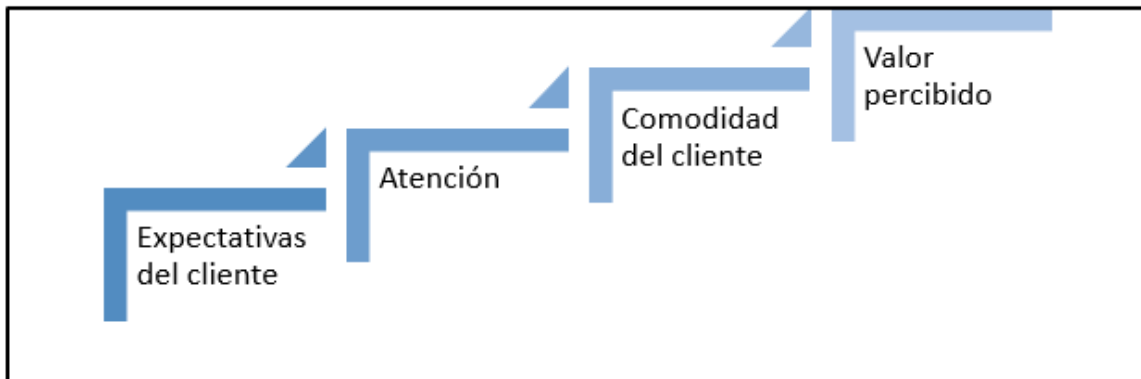 Expectativas
del cliente
Atención
Comodidad
del cliente
Valor
percibido